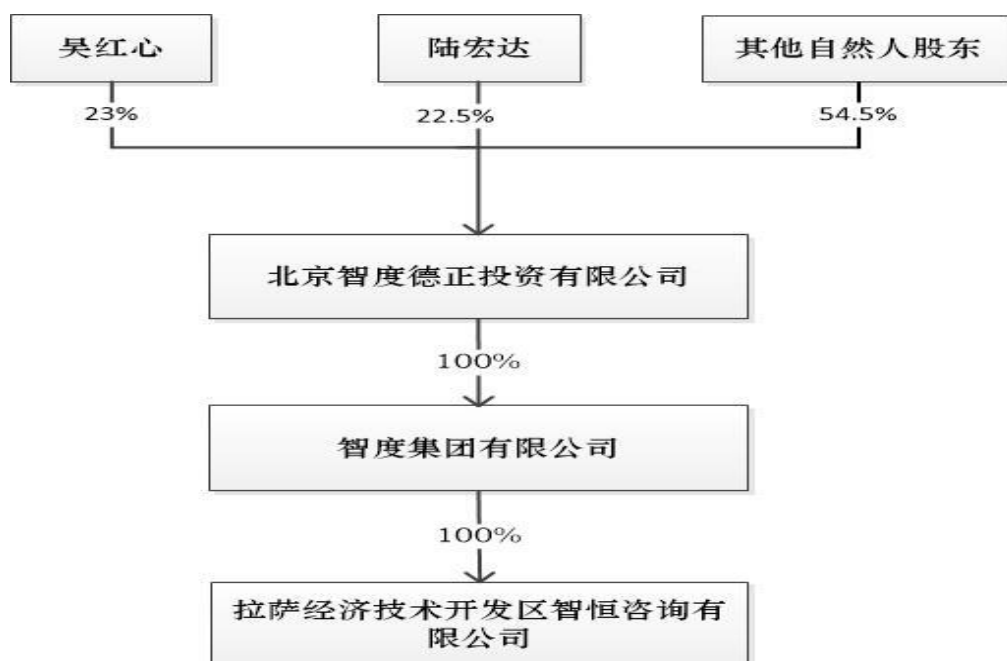 吴红心
陆宏达
其他自然人股东
23%
22.5%
54.5%
北京智度德正投资有限公司
100%
智度集团有限公司
100%
拉萨经济技术开发区智恒咨询有
限公司